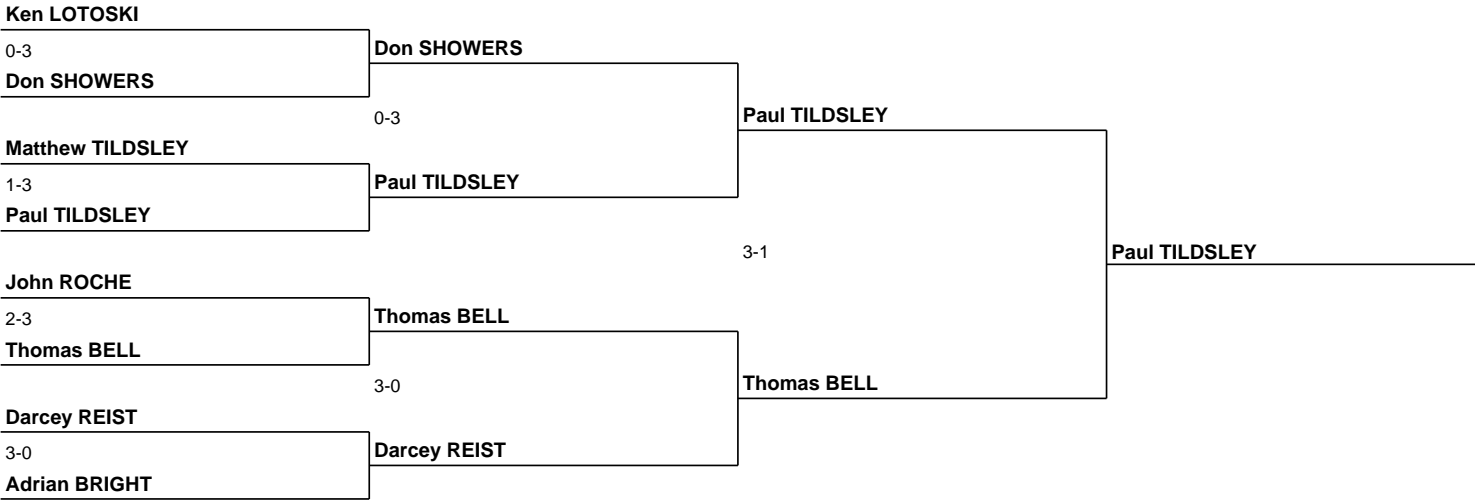 Ken LOTOSKI
0-3
Don SHOWERS
Don SHOWERS
0-3
Paul TILDSLEY
Matthew TILDSLEY
1-3
Paul TILDSLEY
Paul TILDSLEY
3-1
Paul TILDSLEY
John ROCHE
2-3
Thomas BELL
Thomas BELL
3-0
Thomas BELL
Darcey REIST
3-0
Darcey REIST
Adrian BRIGHT